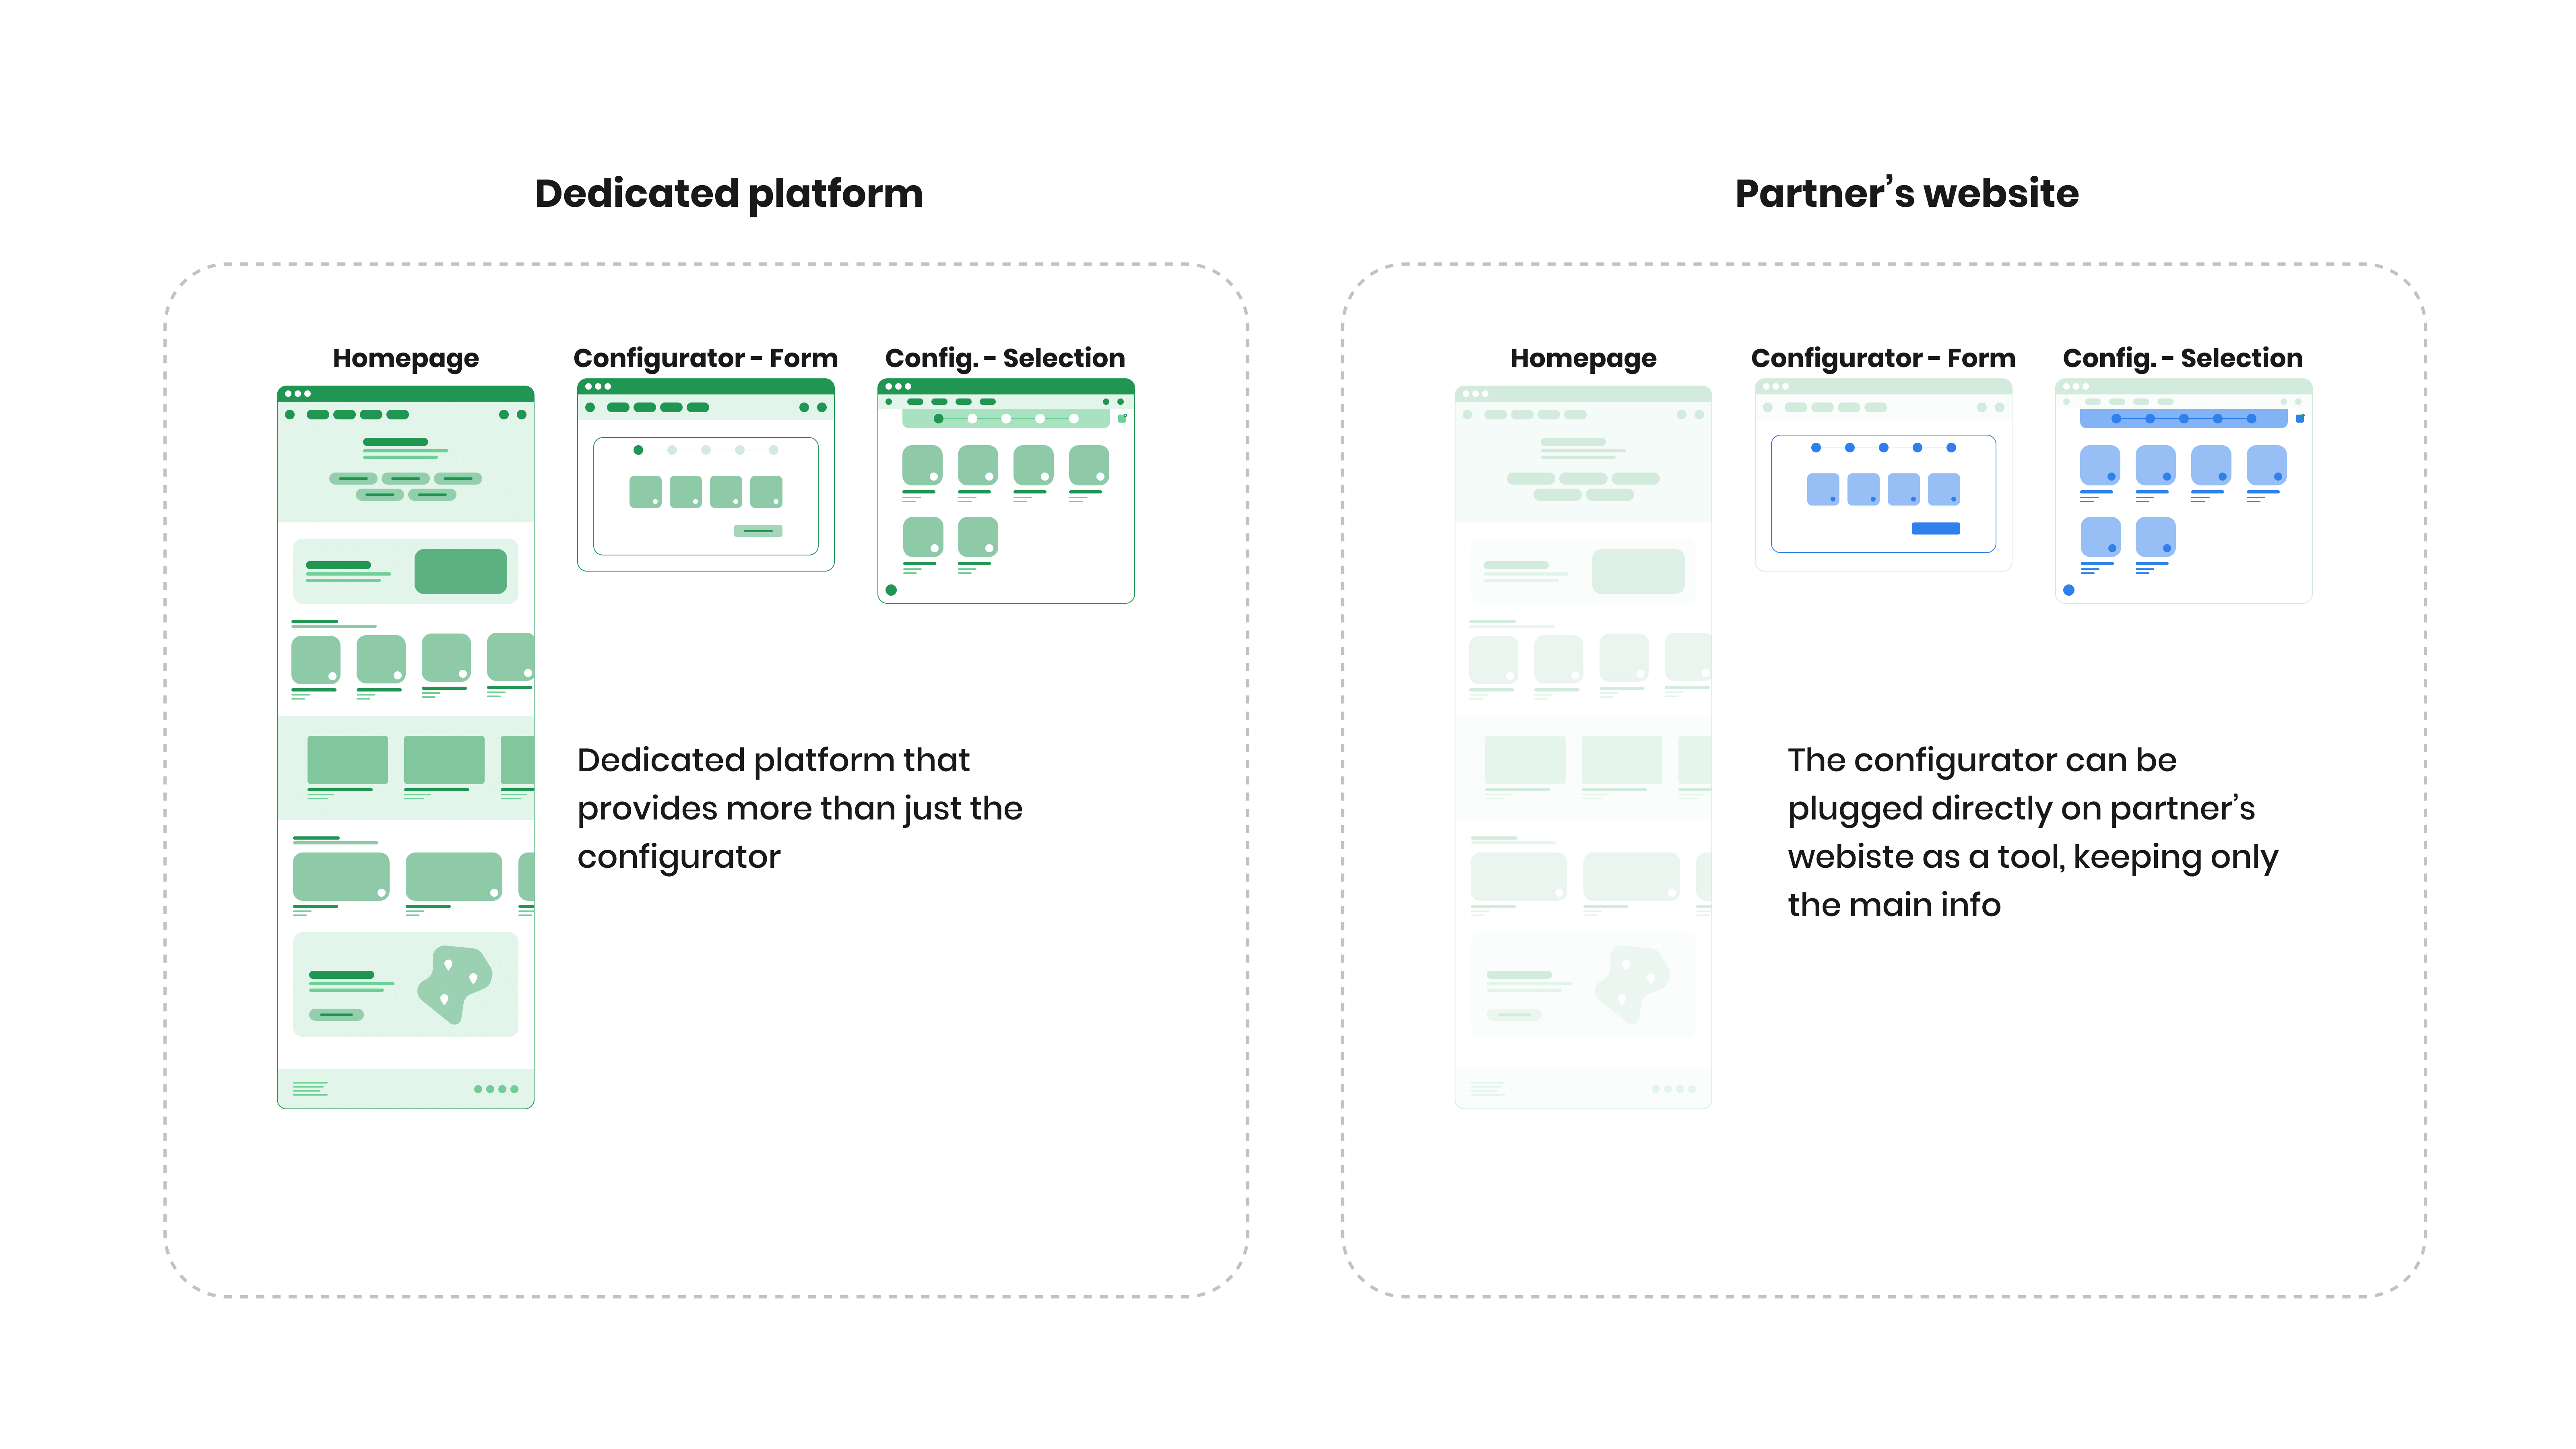 Dedicated platform
Homepage
Configurator - Form
Config. - Selection
Dedicated platform that
provides more than just the
configurator
Partner’s website
Homepage
Configurator - Form
Config. - Selection
The configurator can be
plugged directly on partner’s
webiste as a tool, keeping only
the main info